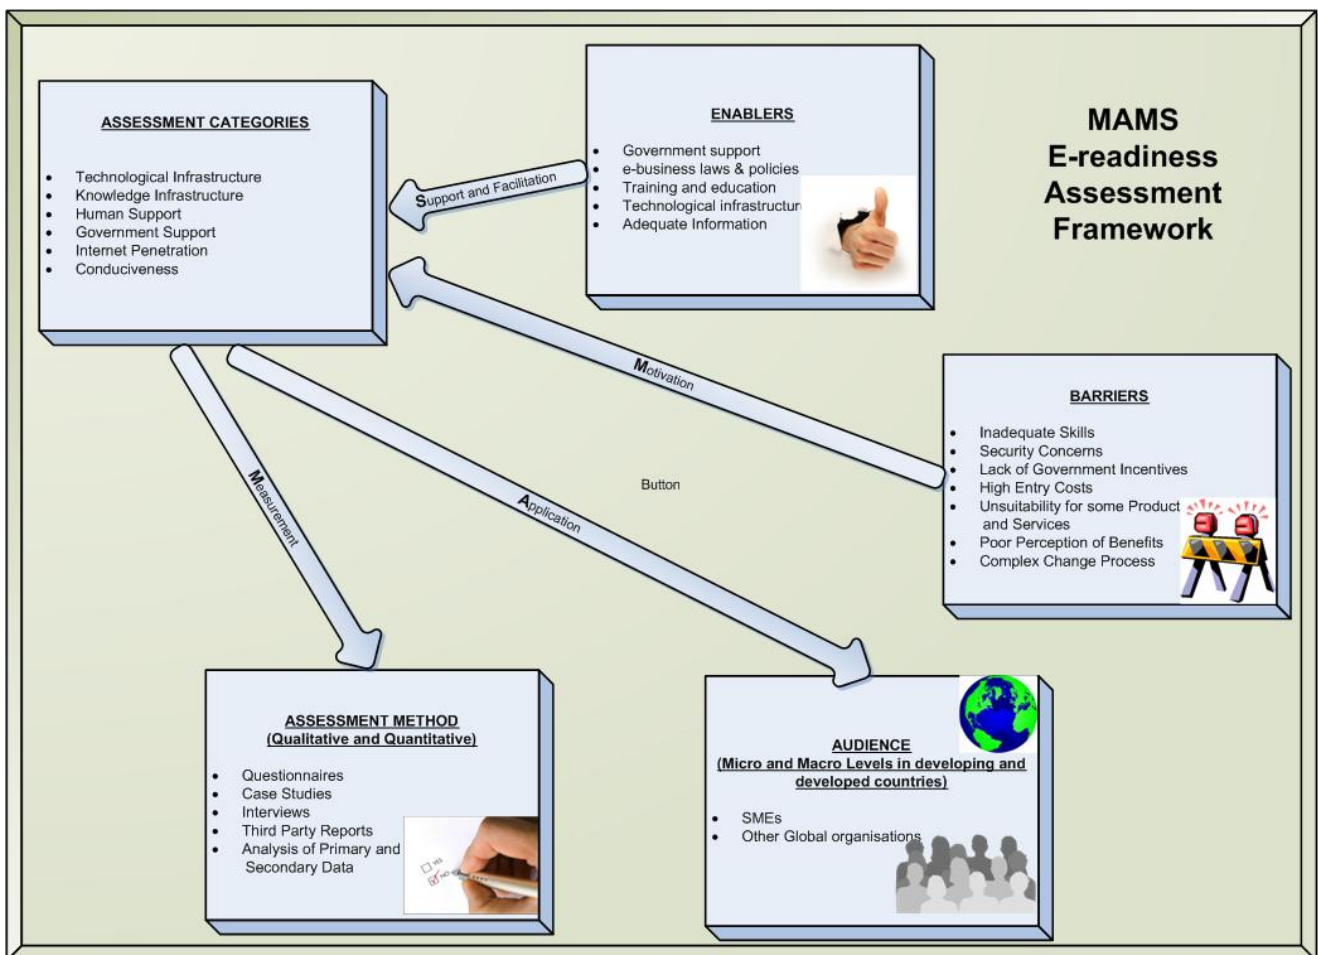 MAMS
E-readiness
Assessment
Framework
ASSESSMENT CATEGORIES
• Technological Infrastructure
• Knowledge Infrastructure
• Human Support
• Government Support
• Internet Penetration
• Conduciveness
ENABLERS
• Government support
• e-business laws & policies
• Training and education
• Technological infrastructur
• Adequate Information
Support and Facilitation
Motivation
BARRIERS
• Inadequate Skills
• Security Concerns
• Lack of Government Incentives
• High Entry Costs
• Unsuitability for some Product
and Services
• Poor Perception of Benefits
• Complex Change Process
Measurement
Application
Button
ASSESSMENT METHOD
(Qualitative and Quantitative)
• Questionnaires
• Case Studies
• Interviews
• Third Party Reports
• Analysis of Primary and
Secondary Data
YES
NO
AUDIENCE
(Micro and Macro Levels in developing and
developed countries)
• SMEs
• Other Global organisations